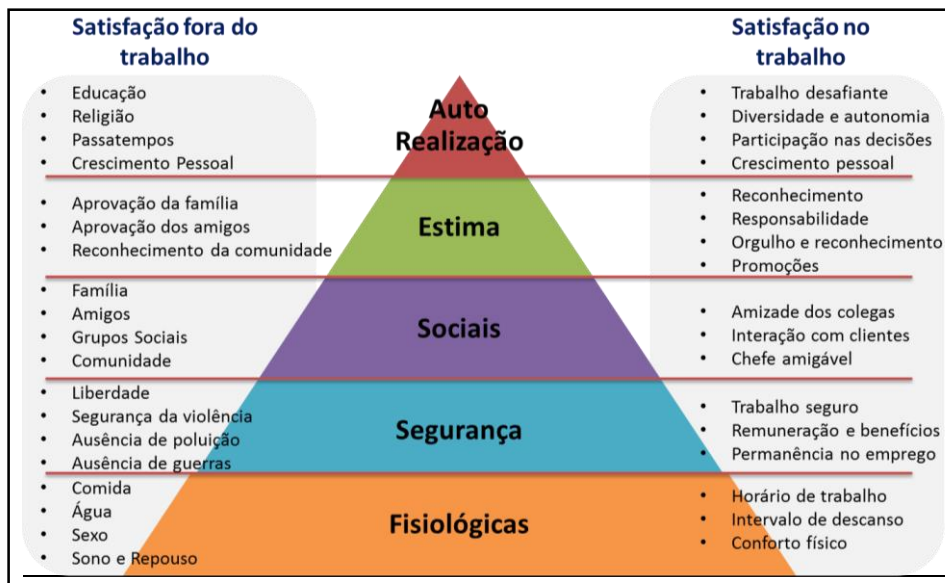 Satisfação fora do
trabalho
• Educação
• Religião
• Passatempos
• Crescimento Pessoal
• Aprovação da família
• Aprovação dos amigos
• Reconhecimento da comunidade
• Família
• Amigos
• Grupos Sociais
• Comunidade
• Liberdade
• Segurança da violência
• Ausência de poluição
• Ausência de guerras
• Comida
• Água
• Sexo
• Sono e Repouso
Auto
Realização
Estima
Sociais
Segurança
Fisiológicas
Satisfação no
trabalho
• Trabalho desafiante
• Diversidade e autonomia
• Participação nas decisões
• Crescimento pessoal
• Reconhecimento
• Responsabilidade
• Orgulho e reconhecimento
• Promoções
• Amizade dos colegas
• Interação com clientes
• Chefe amigável
• Trabalho seguro
• Remuneração e benefícios
• Permanência no emprego
• Horário de trabalho
• Intervalo de descanso
• Conforto físico